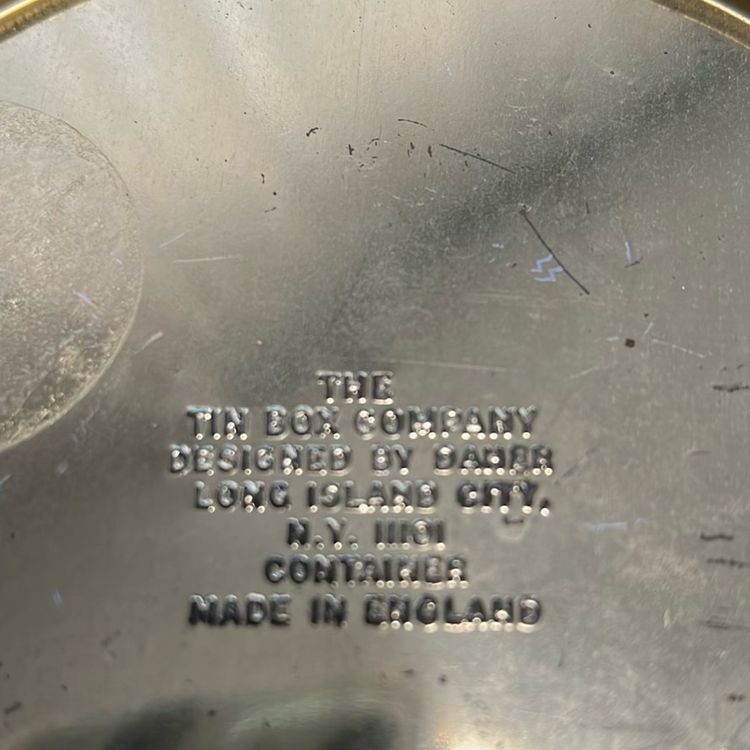 THE
TIN BOX COMPANY
DESIGNED BY DAHER
LONG ISLAND CITY,
N.Y. 11101
CONTAINER
MADE IN ENGLAND